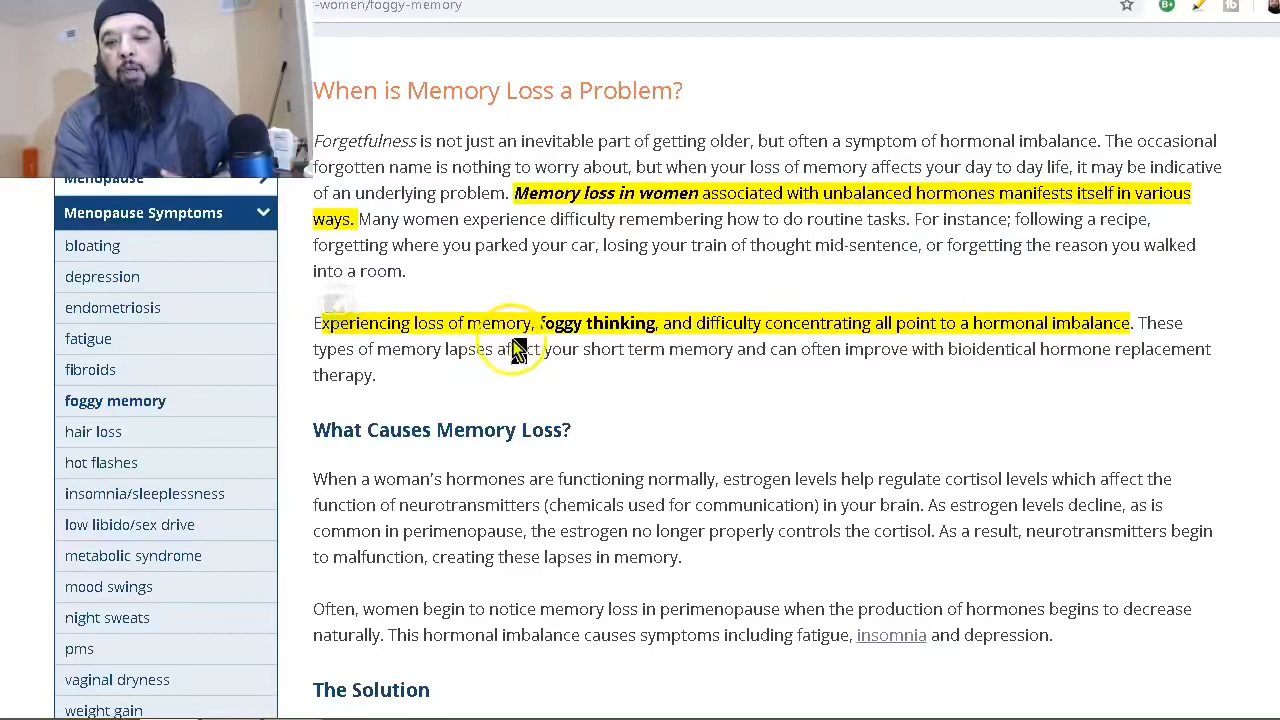 -women/foggy-memory
When is Memory Loss a Problem?
Forgetfulness is not just an inevitable part of getting older, but often a symptom of hormonal imbalance. The occasional
forgotten name is nothing to worry about, but when your loss of memory affects your day to day life, it may be indicative
of an underlying problem. Memory loss in women associated with unbalanced hormones manifests itself in various
ways. Many women experience difficulty remembering how to do routine tasks. For instance; following a recipe,
forgetting where you parked your car, losing your train of thought mid-sentence, or forgetting the reason you walked
into a room.
Experiencing loss of memory, foggy thinking, and difficulty concentrating all point to a hormonal imbalance. These
types of memory lapses affect your short term memory and can often improve with bioidentical hormone replacement
therapy.
What Causes Memory Loss?
When a woman's hormones are functioning normally, estrogen levels help regulate cortisol levels which affect the
function of neurotransmitters (chemicals used for communication) in your brain. As estrogen levels decline, as is
common in perimenopause, the estrogen no longer properly controls the cortisol. As a result, neurotransmitters begin
to malfunction, creating these lapses in memory.
Often, women begin to notice memory loss in perimenopause when the production of hormones begins to decrease
naturally. This hormonal imbalance causes symptoms including fatigue, insomnia and depression.
The Solution
Menopause
Menopause Symptoms
bloating
depression
endometriosis
fatigue
fibroids
foggy memory
hair loss
hot flashes
insomnia/sleeplessness
low libido/sex drive
metabolic syndrome
mood swings
night sweats
pms
vaginal dryness
weight gain